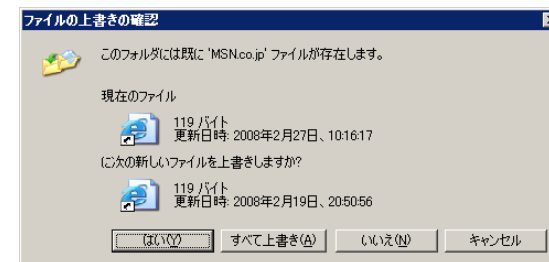 ファイルの上書きの確認
このフォルダには既に 'MSN.co.jp' ファイルが存在します。
現在のファイル
119 バイト
更新日時: 2008年2月27日、10:16:17
に次の新しいファイルを上書きしますか?
119 バイト
更新日時: 2008年2月19日、20:50:56
はい(Y) すべて上書き(A) いいえ(N) キャンセル